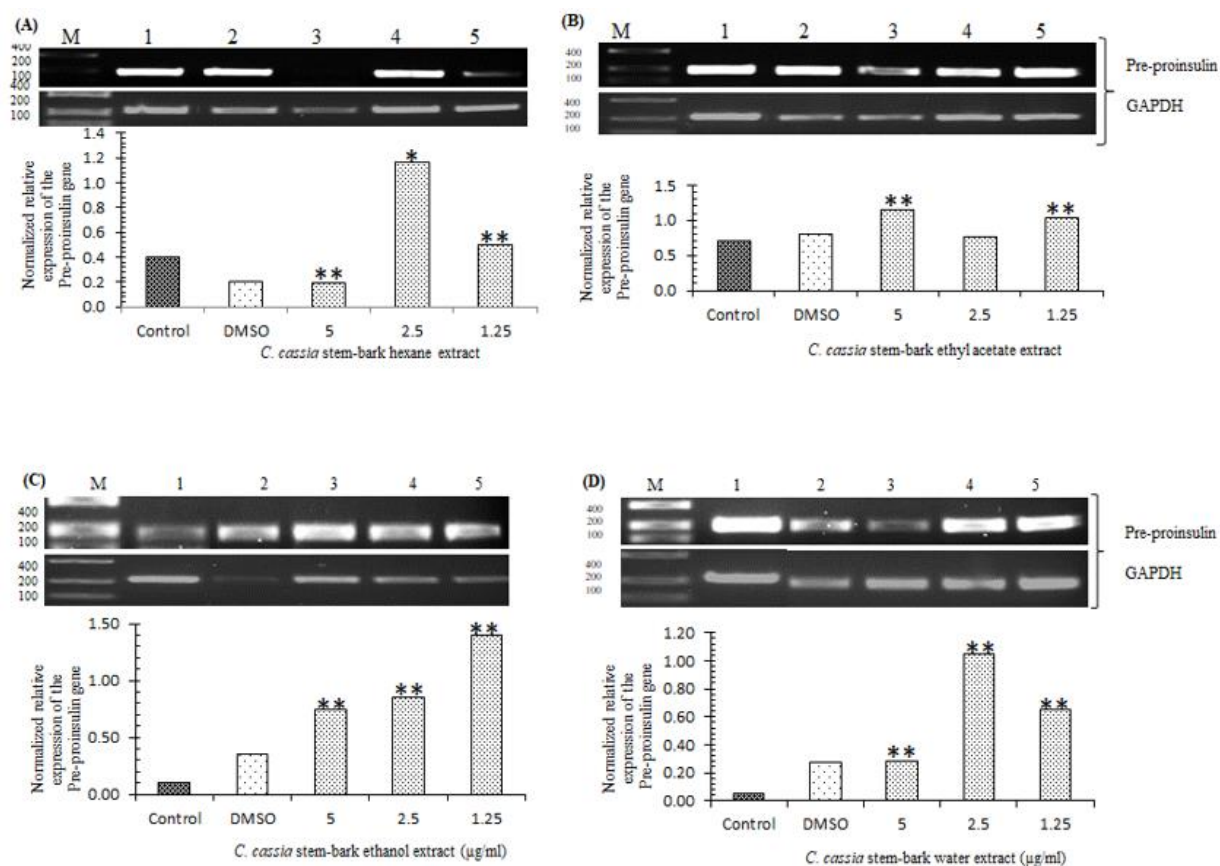 (A)
M 1 2 3 4 5
400
200
100
200
100
1.4
1.2
1.0
0.8
0.6
0.4
0.2
0.0
Normalized relative
expression of the
Pre-proinsulin gene
**
*
**
Control DMSO 5 2.5 1.25
C. cassia stem-bark hexane extract
(B)
M 1 2 3 4 5
400
200
100
Pre-proinsulin
400
200
100
GAPDH
1.5
1.0
0.5
0.0
Normalized relative
expression of the
Pre-proinsulin gene
**
**
Control DMSO 5 2.5 1.25
C. cassia stem-bark ethyl acetate extract
(C)
M 1 2 3 4 5
400
200
100
400
200
100
1.50
1.00
0.50
0.00
Normalized relative
expression of the
Pre-proinsulin gene
**
**
**
Control DMSO 5 2.5 1.25
C. cassia stem-bark ethanol extract (µg/ml)
(D)
M 1 2 3 4 5
400
200
100
Pre-proinsulin
400
200
100
GAPDH
1.20
1.00
0.80
0.60
0.40
0.20
0.00
Normalized relative
expression of the
Pre-proinsulin gene
**
**
**
Control DMSO 5 2.5 1.25
C. cassia stem-bark water extract (µg/ml)